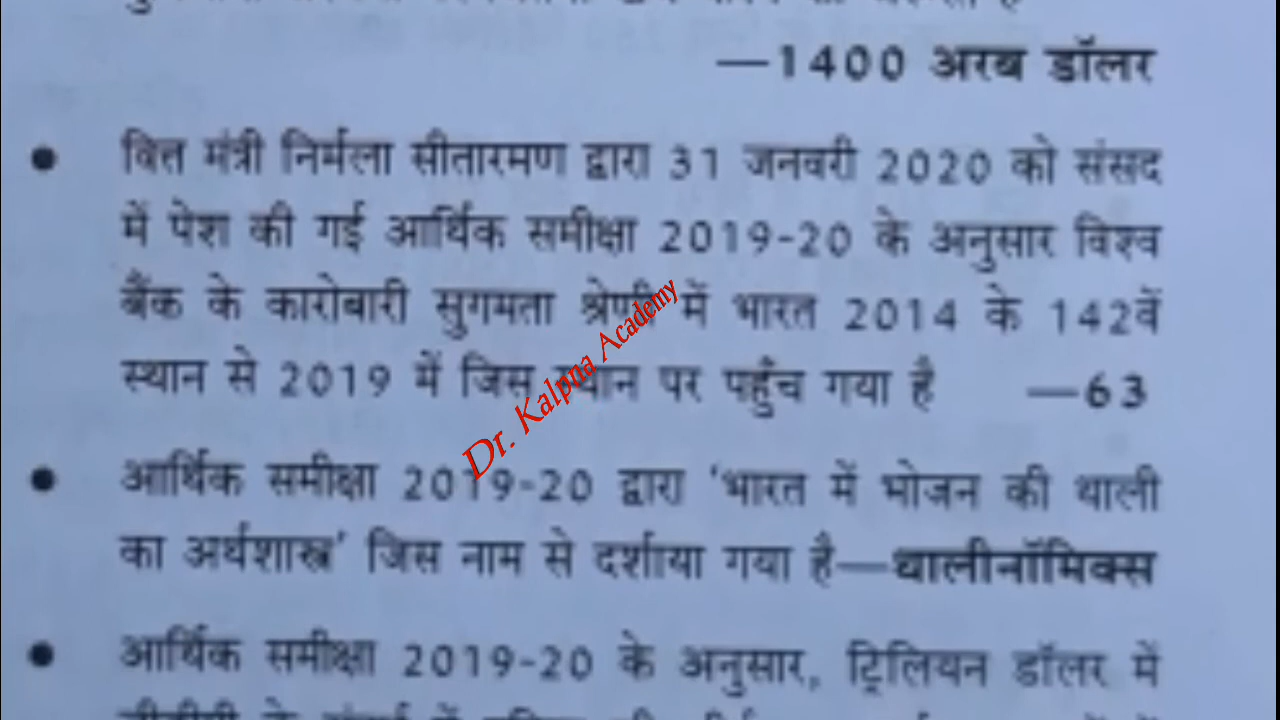 —1400 अरब डॉलर
● वित्त मंत्री निर्मला सीतारमण द्वारा 31 जनवरी 2020 को संसद
में पेश की गई आर्थिक समीक्षा 2019-20 के अनुसार विश्व
बैंक के कारोबारी सुगमता श्रेणी में भारत 2014 के 142वें
स्थान से 2019 में जिस स्थान पर पहुँच गया है —63
● आर्थिक समीक्षा 2019-20 द्वारा ‘भारत में भोजन की थाली
का अर्थशास्त्र’ जिस नाम से दर्शाया गया है—थालीनॉमिक्स
● आर्थिक समीक्षा 2019-20 के अनुसार, ट्रिलियन डॉलर में
Dr. Kalpna Academy